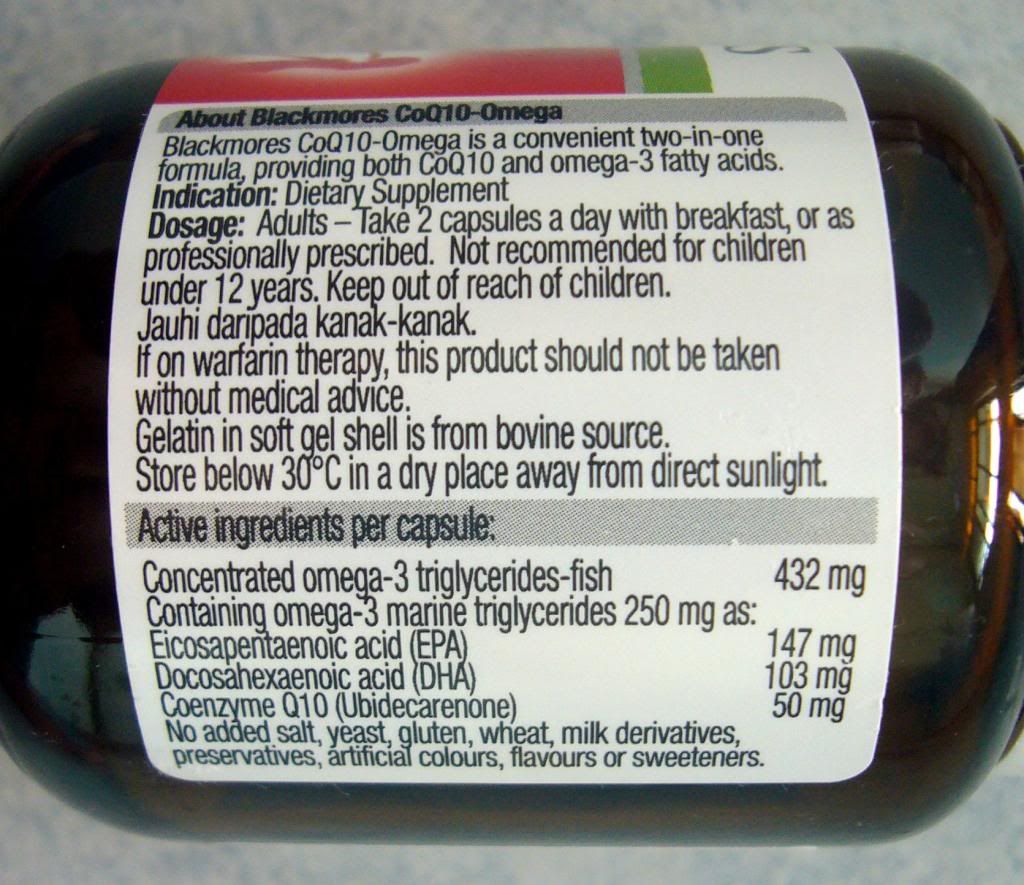 S
About Blackmores CoQ10-Omega
Blackmores CoQ10-Omega is a convenient two-in-one
formula, providing both CoQ10 and omega-3 fatty acids.
Indication: Dietary Supplement
Dosage: Adults – Take 2 capsules a day with breakfast, or as
professionally prescribed. Not recommended for children
under 12 years. Keep out of reach of children.
Jauhi daripada kanak-kanak.
If on warfarin therapy, this product should not be taken
without medical advice.
Gelatin in soft gel shell is from bovine source.
Store below 30°C in a dry place away from direct sunlight.
Active ingredients per capsule:
Concentrated omega-3 triglycerides-fish 432 mg
Containing omega-3 marine triglycerides 250 mg as:
Eicosapentaenoic acid (EPA) 147 mg
Docosahexaenoic acid (DHA) 103 mg
Coenzyme Q10 (Ubidecarenone) 50 mg
No added salt, yeast, gluten, wheat, milk derivatives,
preservatives, artificial colours, flavours or sweeteners.